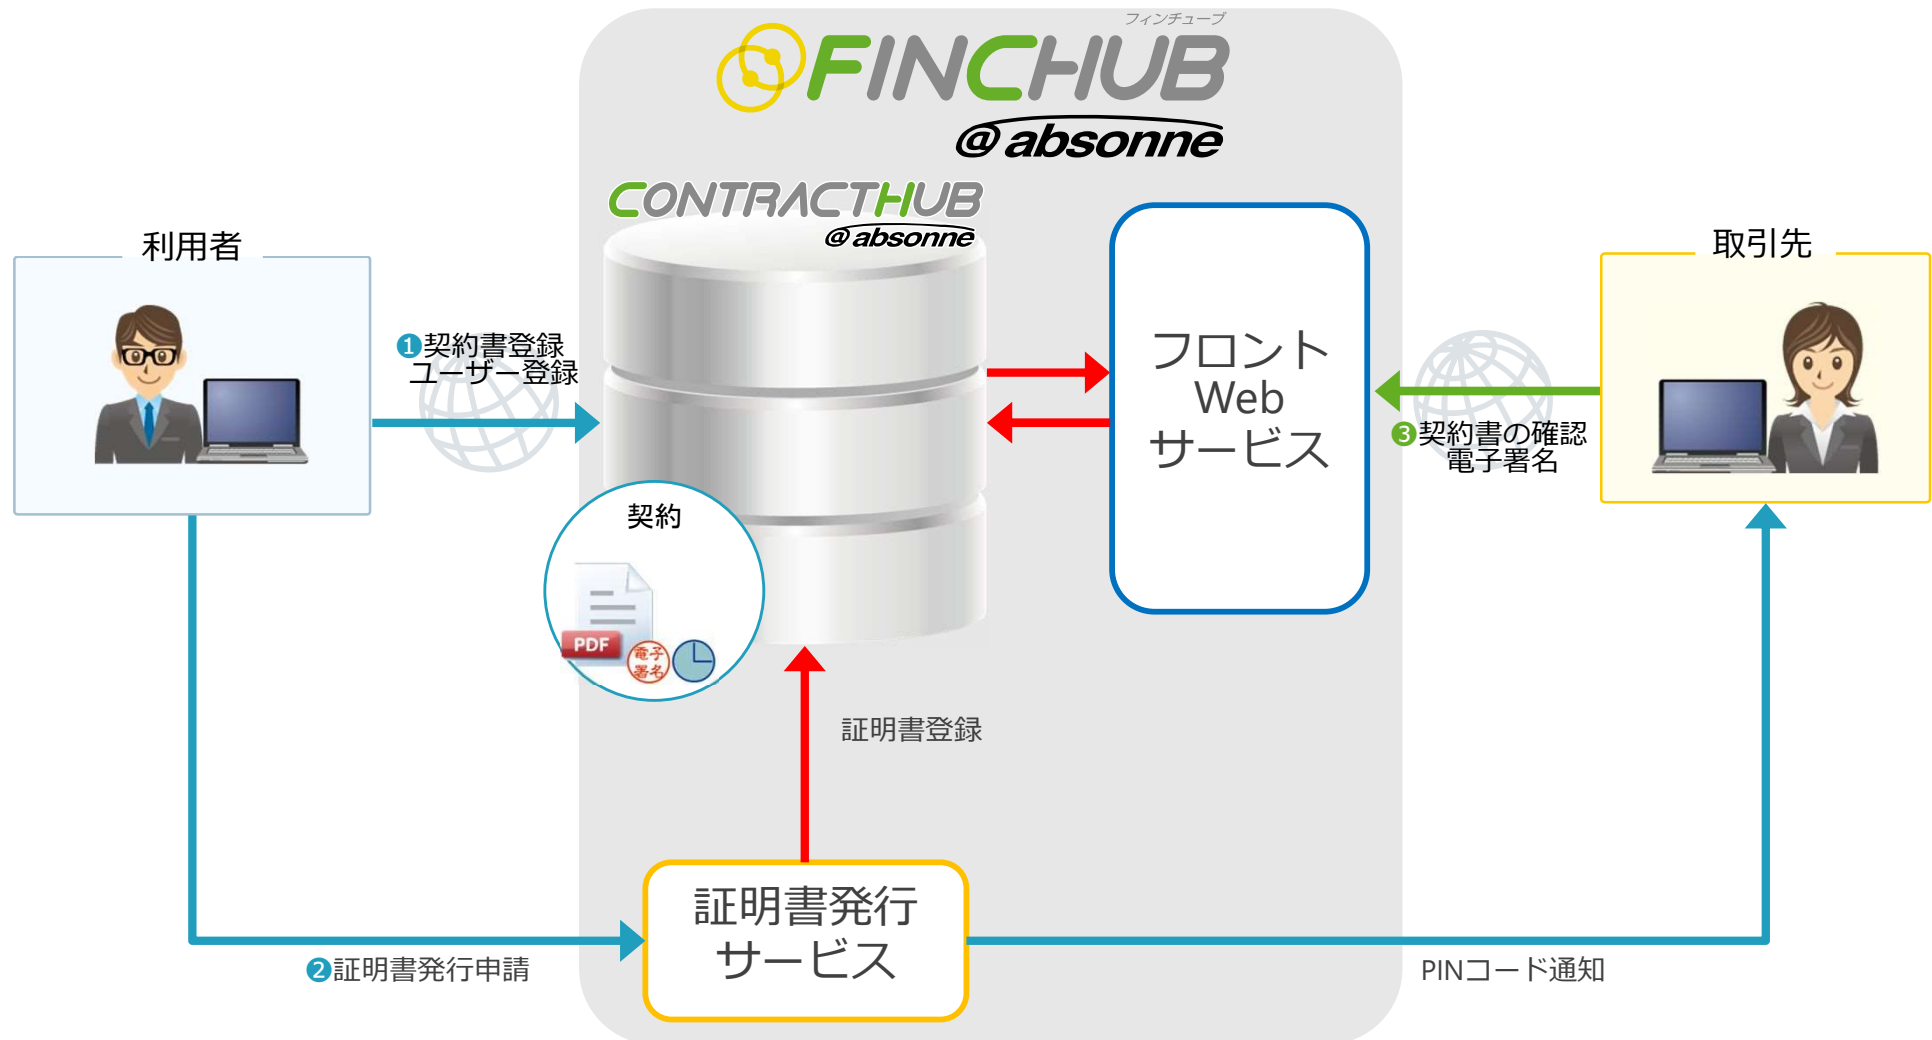 フィンチューブ
FINCHUB
@absonne
CONTRACTHUB
@absonne
利用者
取引先
❶契約書登録
ユーザー登録
フロント
Web
サービス
❸契約書の確認
電子署名
契約
PDF
電子
署名
証明書登録
証明書発行
サービス
❷証明書発行申請
PINコード通知